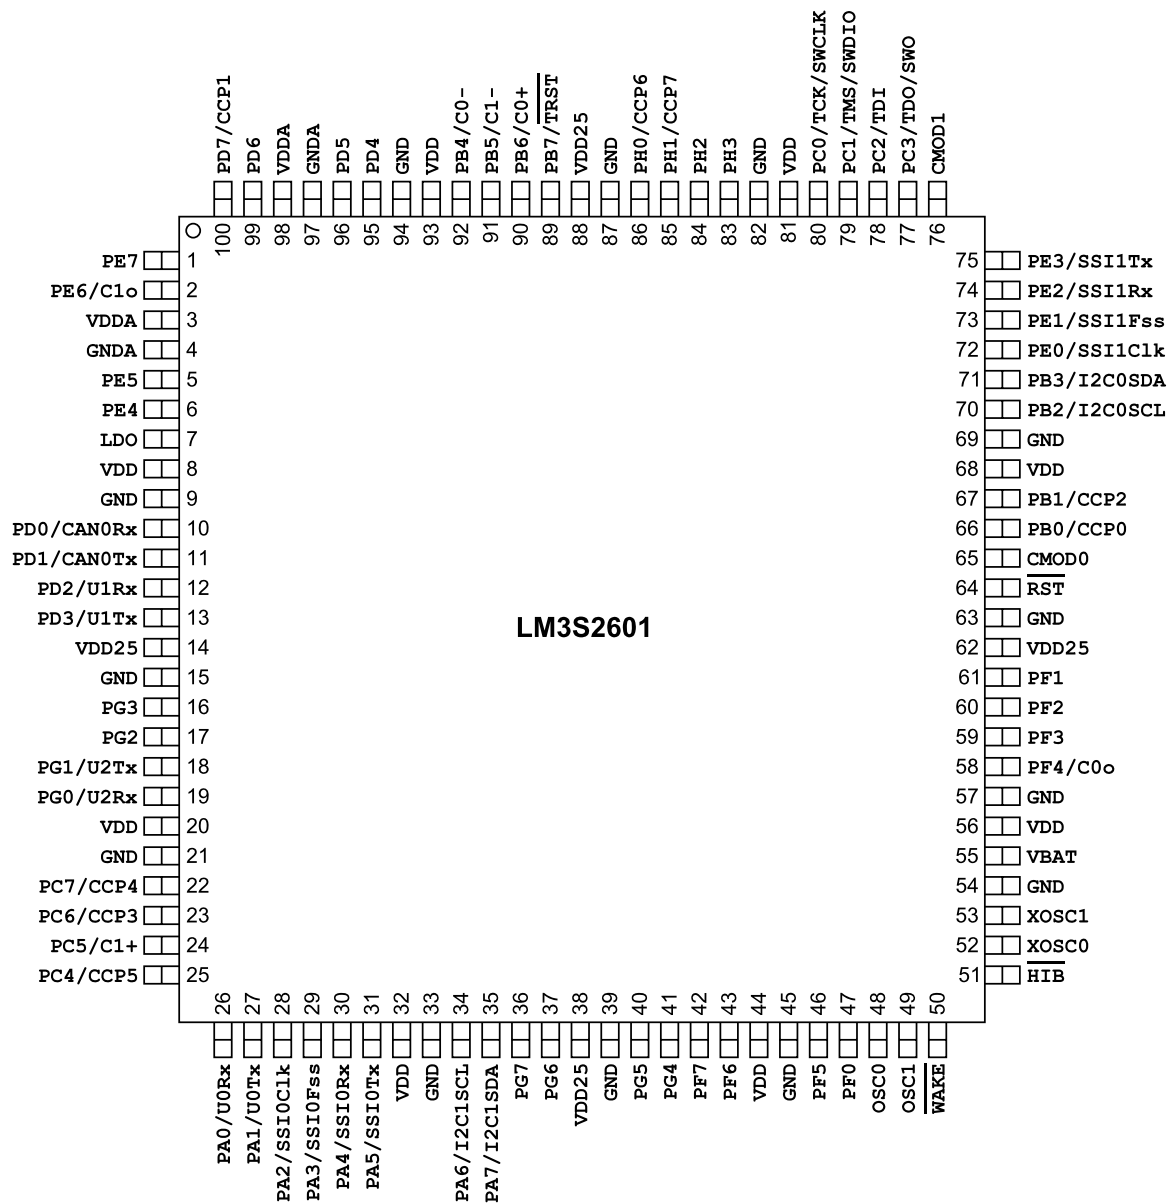 PD7/CCP1
PD6
VDDA
GNDA
PD5
PD4
GND
VDD
PB4/C0-
PB5/C1-
PB6/C0+
PB7/TRST
VDD25
GND
PH0/CCP6
PH1/CCP7
PH2
PH3
GND
VDD
PC0/TCK/SWCLK
PC1/TMS/SWDIO
PC2/TDI
PC3/TDO/SWO
CMOD1
100
99
98
97
96
95
94
93
92
91
90
89
88
87
86
85
84
83
82
81
80
79
78
77
76
PE7 1
PE6/C1o 2
VDDA 3
GNDA 4
PE5 5
PE4 6
LDO 7
VDD 8
GND 9
PD0/CAN0Rx 10
PD1/CAN0Tx 11
PD2/U1Rx 12
PD3/U1Tx 13
VDD25 14
GND 15
PG3 16
PG2 17
PG1/U2Tx 18
PG0/U2Rx 19
VDD 20
GND 21
PC7/CCP4 22
PC6/CCP3 23
PC5/C1+ 24
PC4/CCP5 25
LM3S2601
75 PE3/SSI1Tx
74 PE2/SSI1Rx
73 PE1/SSI1Fss
72 PE0/SSI1Clk
71 PB3/I2C0SDA
70 PB2/I2C0SCL
69 GND
68 VDD
67 PB1/CCP2
66 PB0/CCP0
65 CMOD0
64 RST
63 GND
62 VDD25
61 PF1
60 PF2
59 PF3
58 PF4/C0o
57 GND
56 VDD
55 VBAT
54 GND
53 XOSC1
52 XOSC0
51 HIB
26
27
28
29
30
31
32
33
34
35
36
37
38
39
40
41
42
43
44
45
46
47
48
49
50
PA0/U0Rx
PA1/U0Tx
PA2/SSI0Clk
PA3/SSI0Fss
PA4/SSI0Rx
PA5/SSI0Tx
VDD
GND
PA6/I2C1SCL
PA7/I2C1SDA
PG7
PG6
VDD25
GND
PG5
PG4
PF7
PF6
VDD
GND
PF5
PF0
OSC0
OSC1
WAKE